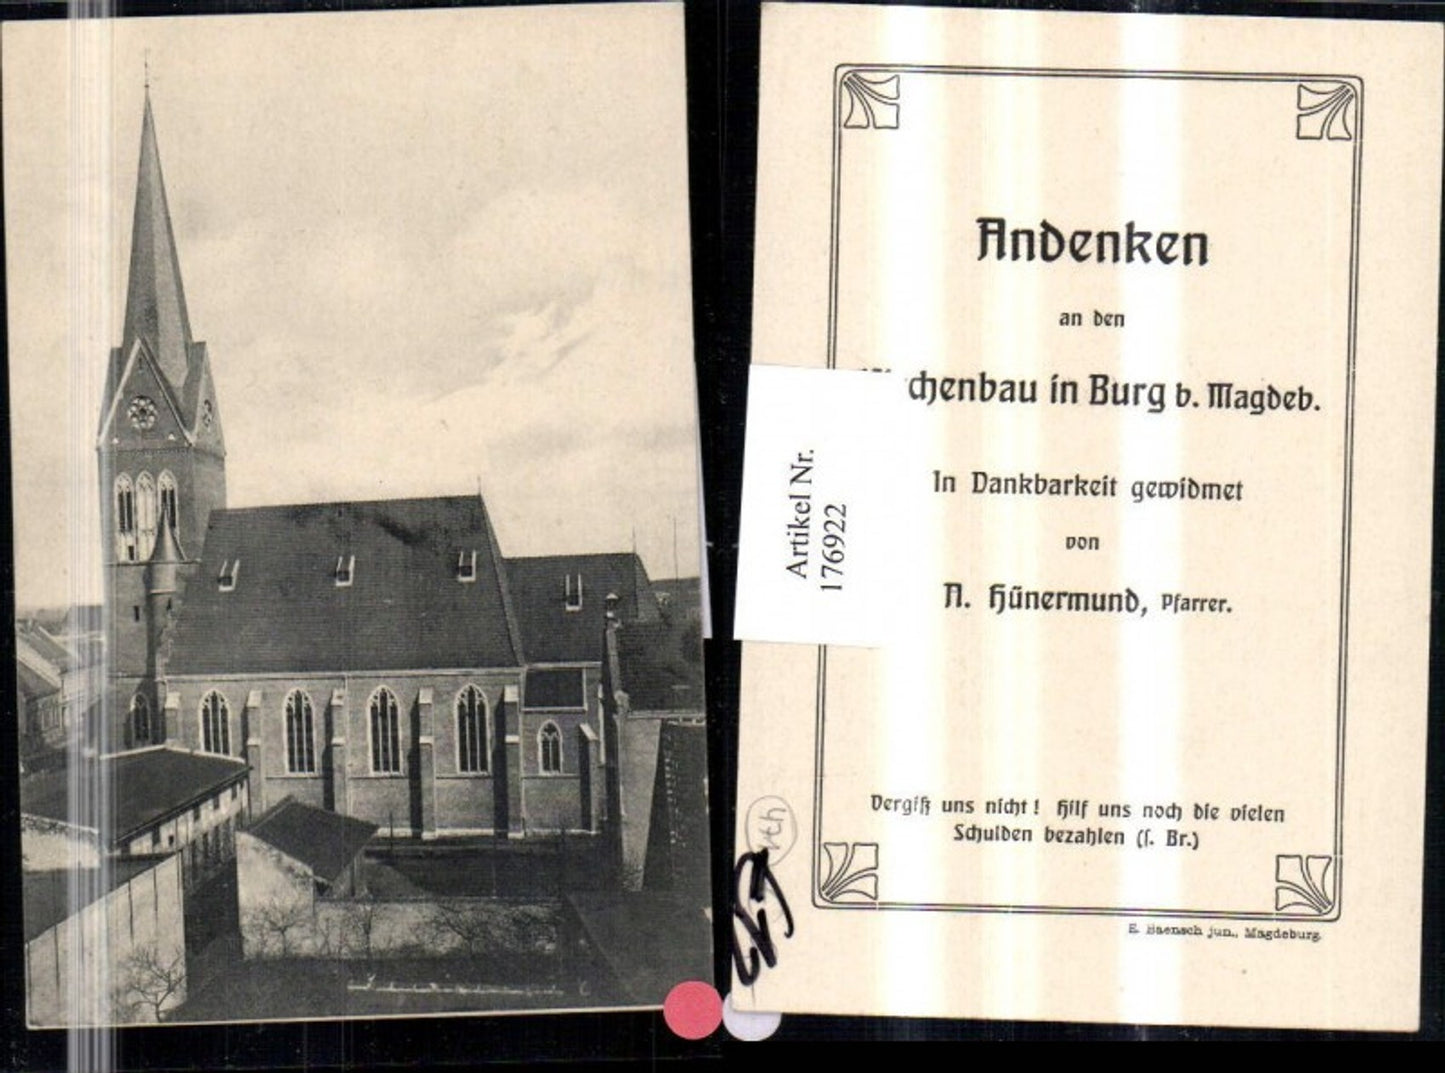 Andenken
an den
chenbau in Burg b. Magdeb.
In Dankbarkeit gewidmet
von
A. Hünermund, Pfarrer.
Vergiß uns nicht! Hilf uns noch die vielen
Schulden bezahlen (s. Br.)
E. Baensch jun., Magdeburg.
Artikel Nr.
176922